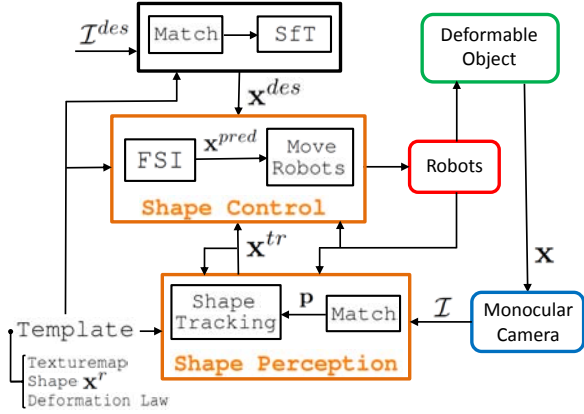 𝓘^{des}
Match
SfT
Deformable
Object
x^{des}
FSI
x^{pred}
Move
Robots
Shape Control
Robots
x^{tr}
x
Shape
Tracking
p
Match
𝓘
Monocular
Camera
Shape Perception
Template
Texturemap
Shape x^r
Deformation Law